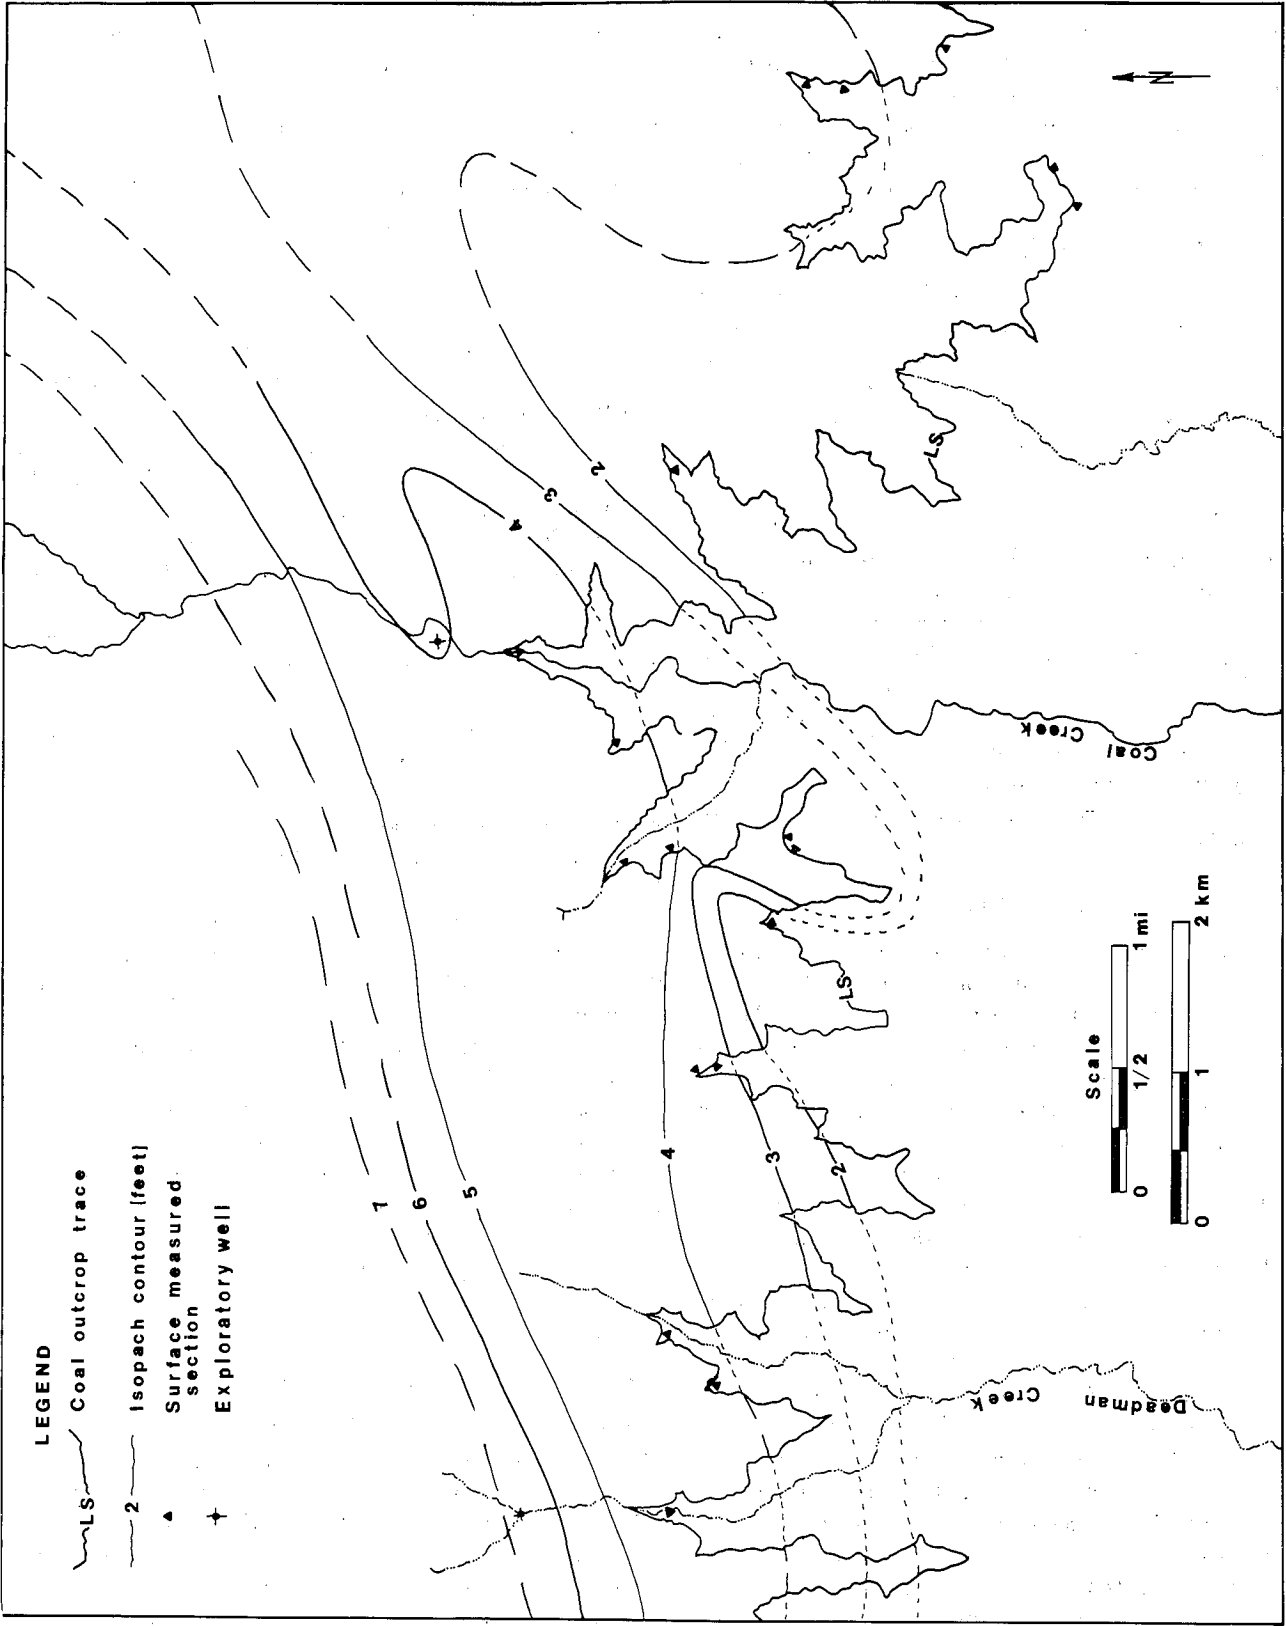 LEGEND
LS
Coal outcrop trace
2
Isopach contour (feet)
Surface measured
section
Exploratory well
7
6
5
4
3
2
4
3
2
LS
LS
Coal
Creek
Deadman
Creek
N
Scale
0
1/2
1 mi
0
1
2 km